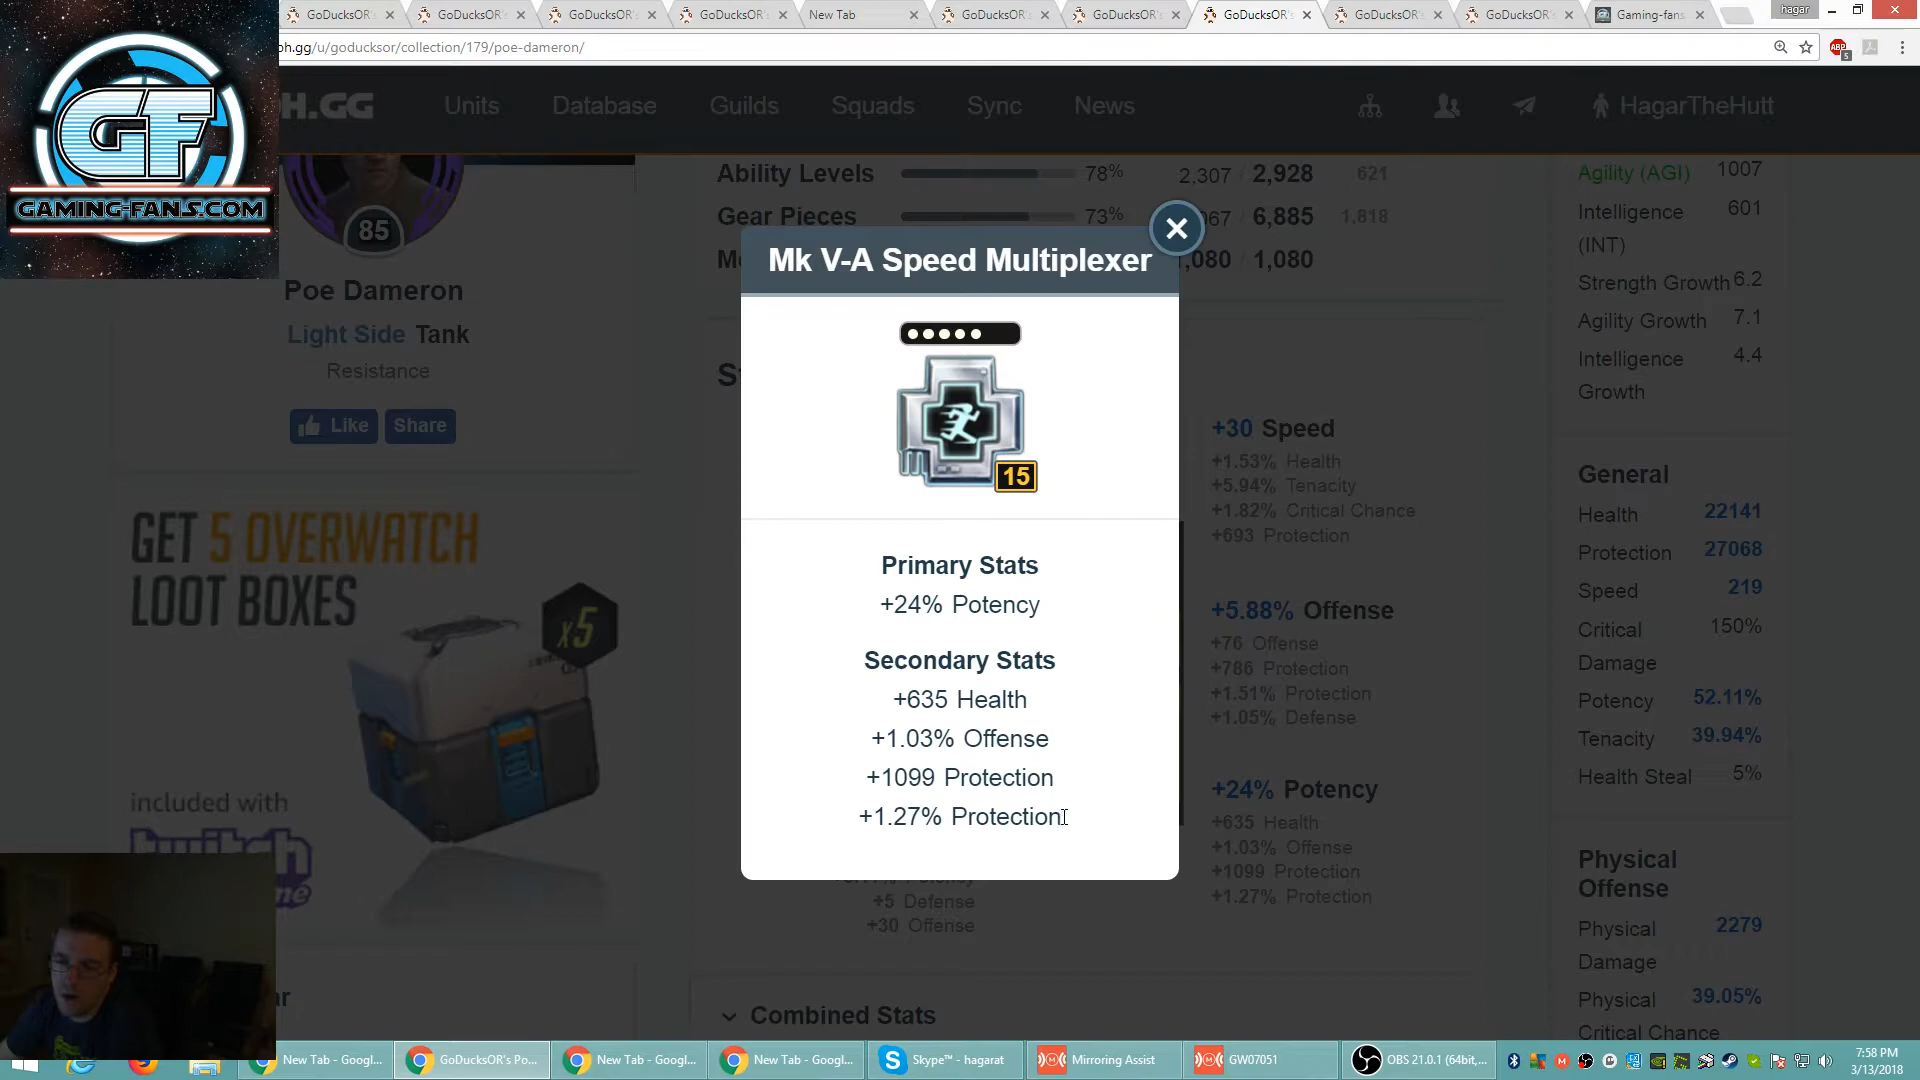 GoDucksOR's
GoDucksOR's
GoDucksOR's
GoDucksOR's
New Tab
GoDucksOR's
GoDucksOR's
GoDucksOR's
GoDucksOR's
GoDucksOR's
Gaming-fans
hagar
oh.gg/u/goducksor/collection/179/poe-dameron/
ABP
5
GF
GAMING-FANS.COM
H.GG
Units
Database
Guilds
Squads
Sync
News
HagarTheHutt
85
Poe Dameron
Light Side Tank
Resistance
Like
Share
GET 5 OVERWATCH
LOOT BOXES
x5
included with
twitch
Ability Levels
78%
2,307 / 2,928
621
Gear Pieces
73%
067 / 6,885
1,818
,080 / 1,080
Mk V-A Speed Multiplexer
15
Primary Stats
+24% Potency
Secondary Stats
+635 Health
+1.03% Offense
+1099 Protection
+1.27% Protection
+30 Speed
+1.53% Health
+5.94% Tenacity
+1.82% Critical Chance
+693 Protection
+5.88% Offense
+76 Offense
+786 Protection
+1.51% Protection
+1.05% Defense
+24% Potency
+635 Health
+1.03% Offense
+1099 Protection
+1.27% Protection
+5 Defense
+30 Offense
Combined Stats
Agility (AGI) 1007
Intelligence 601
(INT)
Strength Growth 6.2
Agility Growth 7.1
Intelligence 4.4
Growth
General
Health 22141
Protection 27068
Speed 219
Critical 150%
Damage
Potency 52.11%
Tenacity 39.94%
Health Steal 5%
Physical
Offense
Physical 2279
Damage
Physical 39.05%
Critical Chance
New Tab - Googl...
GoDucksOR's Po...
New Tab - Googl...
New Tab - Googl...
Skype™ - hagarat
Mirroring Assist
GW07051
OBS 21.0.1 (64bit,...
7:58 PM
3/13/2018